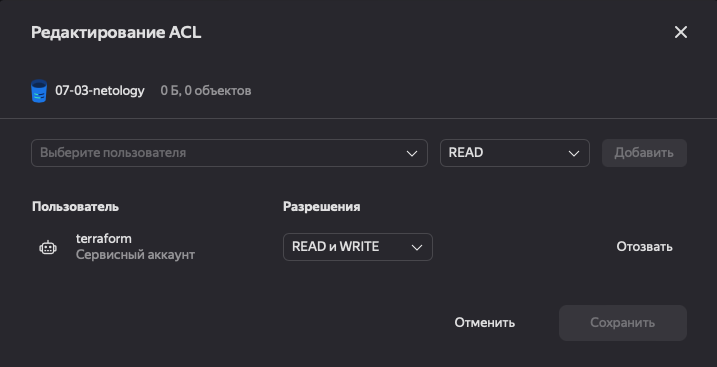 Редактирование ACL
07-03-netology 0 Б, 0 объектов
Выберите пользователя READ Добавить
Пользователь Разрешения
terraform
Сервисный аккаунт
READ и WRITE Отозвать
Отменить Сохранить